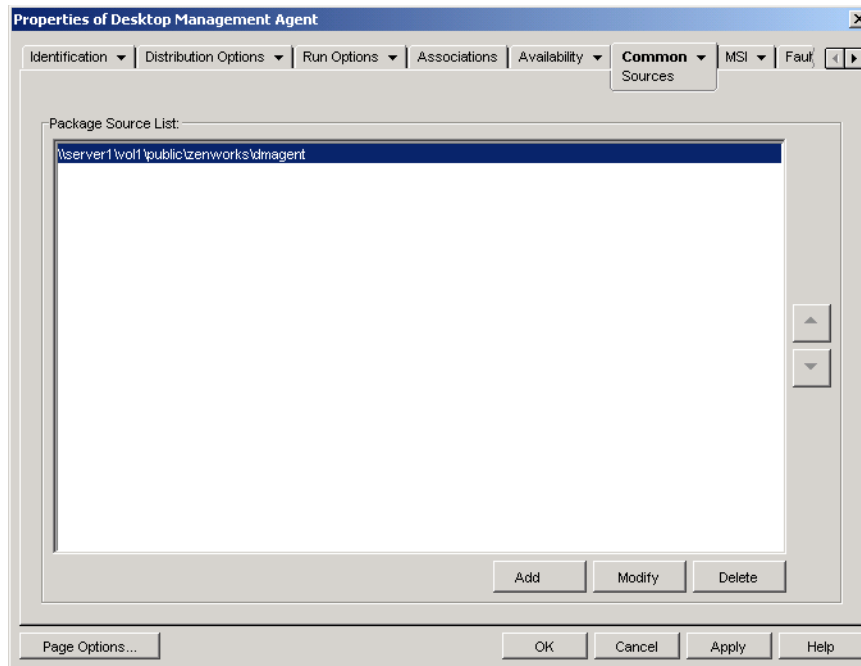 Properties of Desktop Management Agent
Identification Distribution Options Run Options Associations Availability Common MSI
Sources
Package Source List:
\\server1\vol1\public\zenworks\dmagent
Add Modify Delete
Page Options... OK Cancel Apply Help